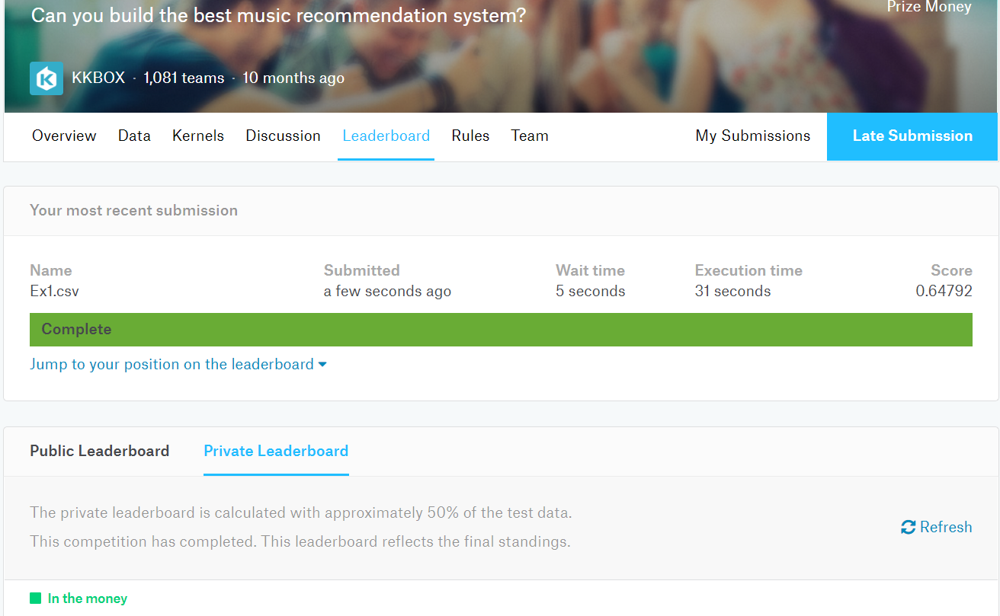 Can you build the best music recommendation system?
Prize Money
KKBOX · 1,081 teams · 10 months ago
Overview Data Kernels Discussion Leaderboard Rules Team My Submissions Late Submission
Your most recent submission
Name Submitted Wait time Execution time Score
Ex1.csv a few seconds ago 5 seconds 31 seconds 0.64792
Complete
Jump to your position on the leaderboard
Public Leaderboard Private Leaderboard
The private leaderboard is calculated with approximately 50% of the test data.
This competition has completed. This leaderboard reflects the final standings.
Refresh
In the money